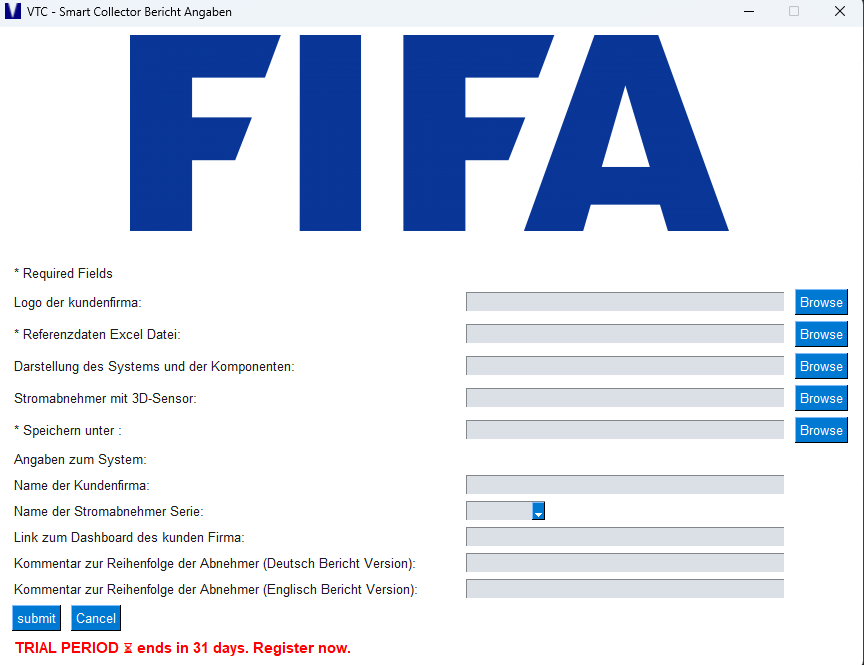 VTC - Smart Collector Bericht Angaben
FIFA
* Required Fields
Logo der kundenfirma: Browse
* Referenzdaten Excel Datei: Browse
Darstellung des Systems und der Komponenten: Browse
Stromabnehmer mit 3D-Sensor: Browse
* Speichern unter : Browse
Angaben zum System:
Name der Kundenfirma:
Name der Stromabnehmer Serie:
Link zum Dashboard des kunden Firma:
Kommentar zur Reihenfolge der Abnehmer (Deutsch Bericht Version):
Kommentar zur Reihenfolge der Abnehmer (Englisch Bericht Version):
submit Cancel
TRIAL PERIOD ⌛ ends in 31 days. Register now.